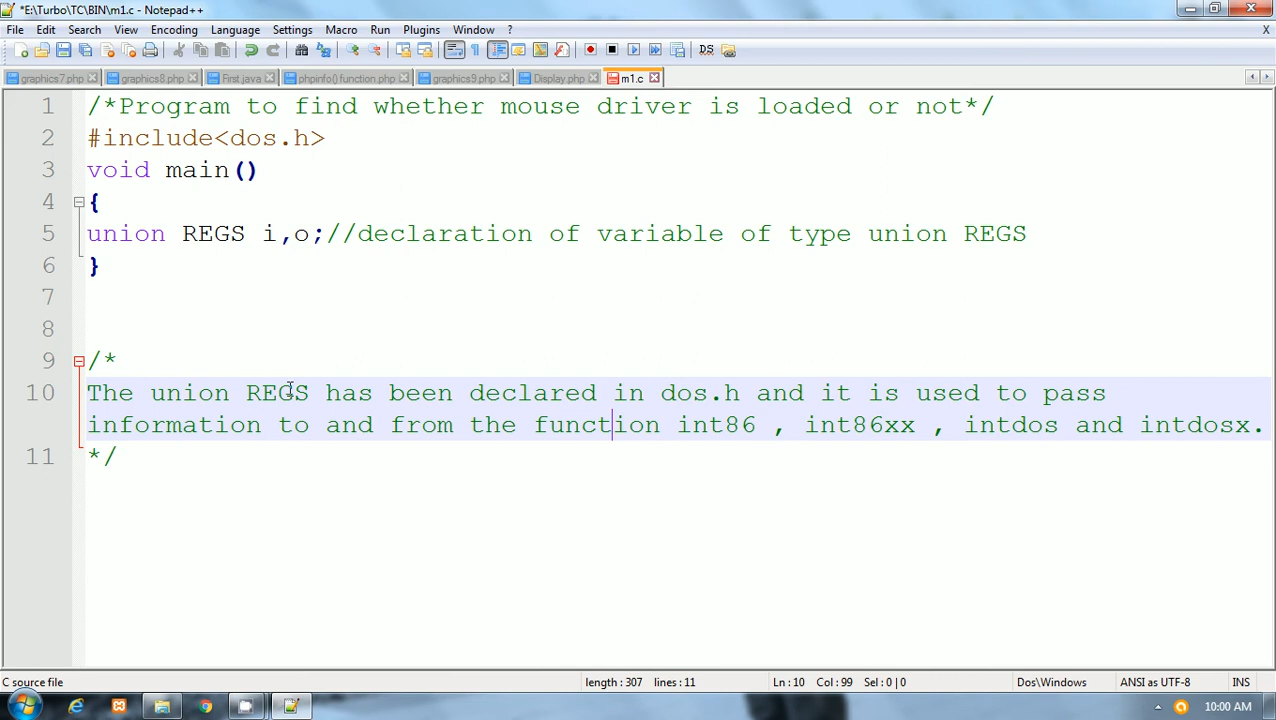 *E:\Turbo\TC\BIN\m1.c - Notepad++
File Edit Search View Encoding Language Settings Macro Run Plugins Window ? X
graphics7.php graphics8.php First.java phpinfo() function.php graphics9.php Display.php m1.c
1 /*Program to find whether mouse driver is loaded or not*/
2 #include<dos.h>
3 void main()
4 {
5 union REGS i,o;//declaration of variable of type union REGS
6 }
7
8
9 /*
10 The union REGS has been declared in dos.h and it is used to pass
information to and from the function int86 , int86xx , intdos and intdosx.
11 */
C source file length : 307 lines : 11 Ln : 10 Col : 99 Sel : 0 | 0 Dos\Windows ANSI as UTF-8 INS
10:00 AM